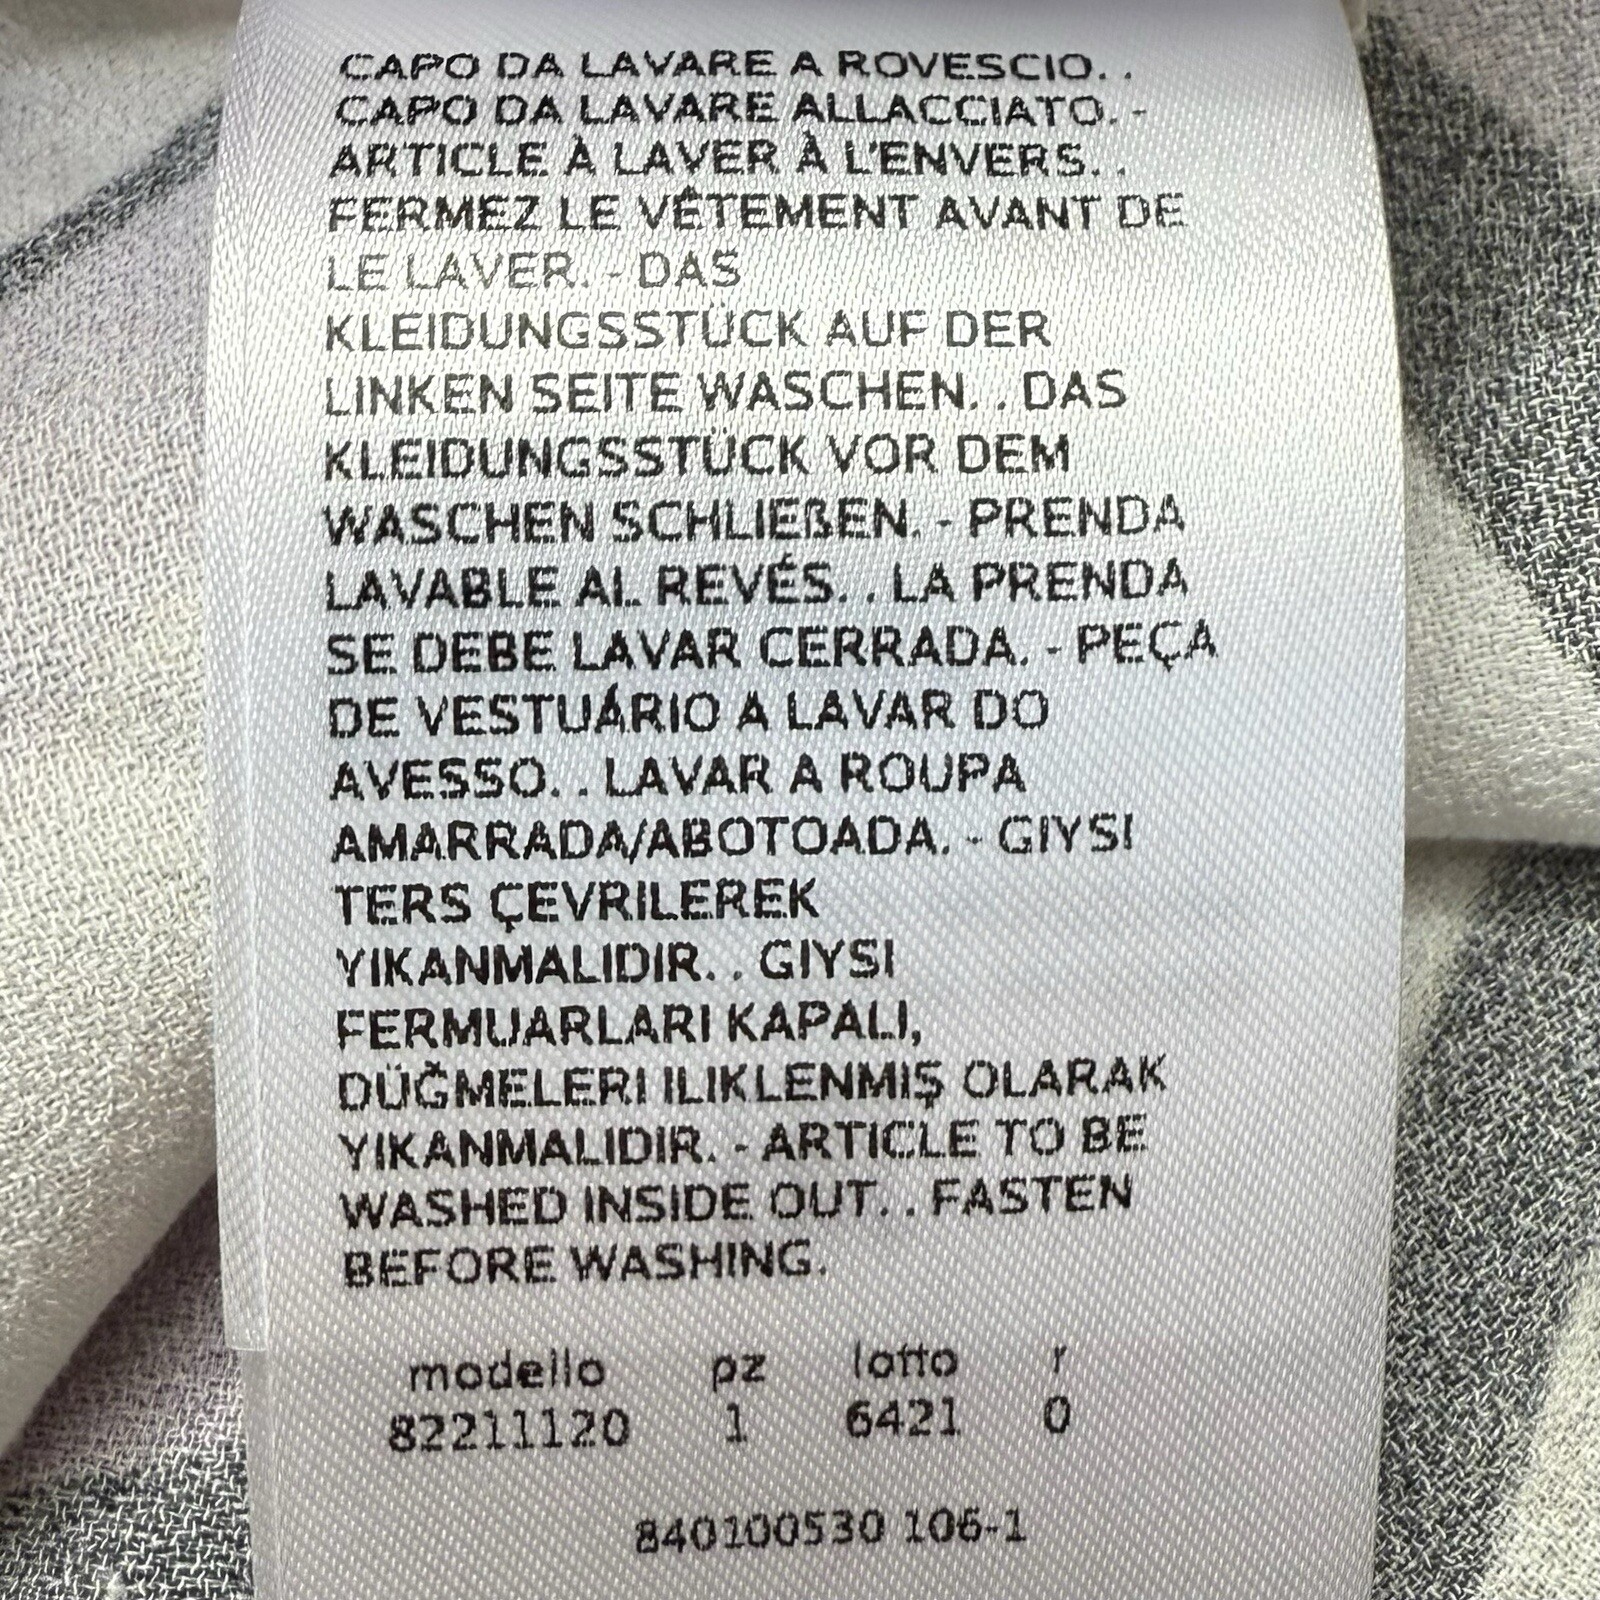 CAPO DA LAVARE A ROVESCIO. .
CAPO DA LAVARE ALLACCIATO. -
ARTICLE À LAVER À L'ENVERS. .
FERMEZ LE VÊTEMENT AVANT DE
LE LAVER. - DAS
KLEIDUNGSSTÜCK AUF DER
LINKEN SEITE WASCHEN. . DAS
KLEIDUNGSSTÜCK VOR DEM
WASCHEN SCHLIEßEN. - PRENDA
LAVABLE AL REVÉS. . LA PRENDA
SE DEBE LAVAR CERRADA. - PEÇA
DE VESTUÁRIO A LAVAR DO
AVESSO. . LAVAR A ROUPA
AMARRADA/ABOTOADA. - GIYSI
TERS ÇEVRILEREK
YIKANMALIDIR. . GIYSI
FERMUARLARI KAPALI,
DÜĞMELERI ILIKLENMIŞ OLARAK
YIKANMALIDIR. - ARTICLE TO BE
WASHED INSIDE OUT. . FASTEN
BEFORE WASHING.
modello pz lotto r
82211120 1 6421 0
840100530 106-1